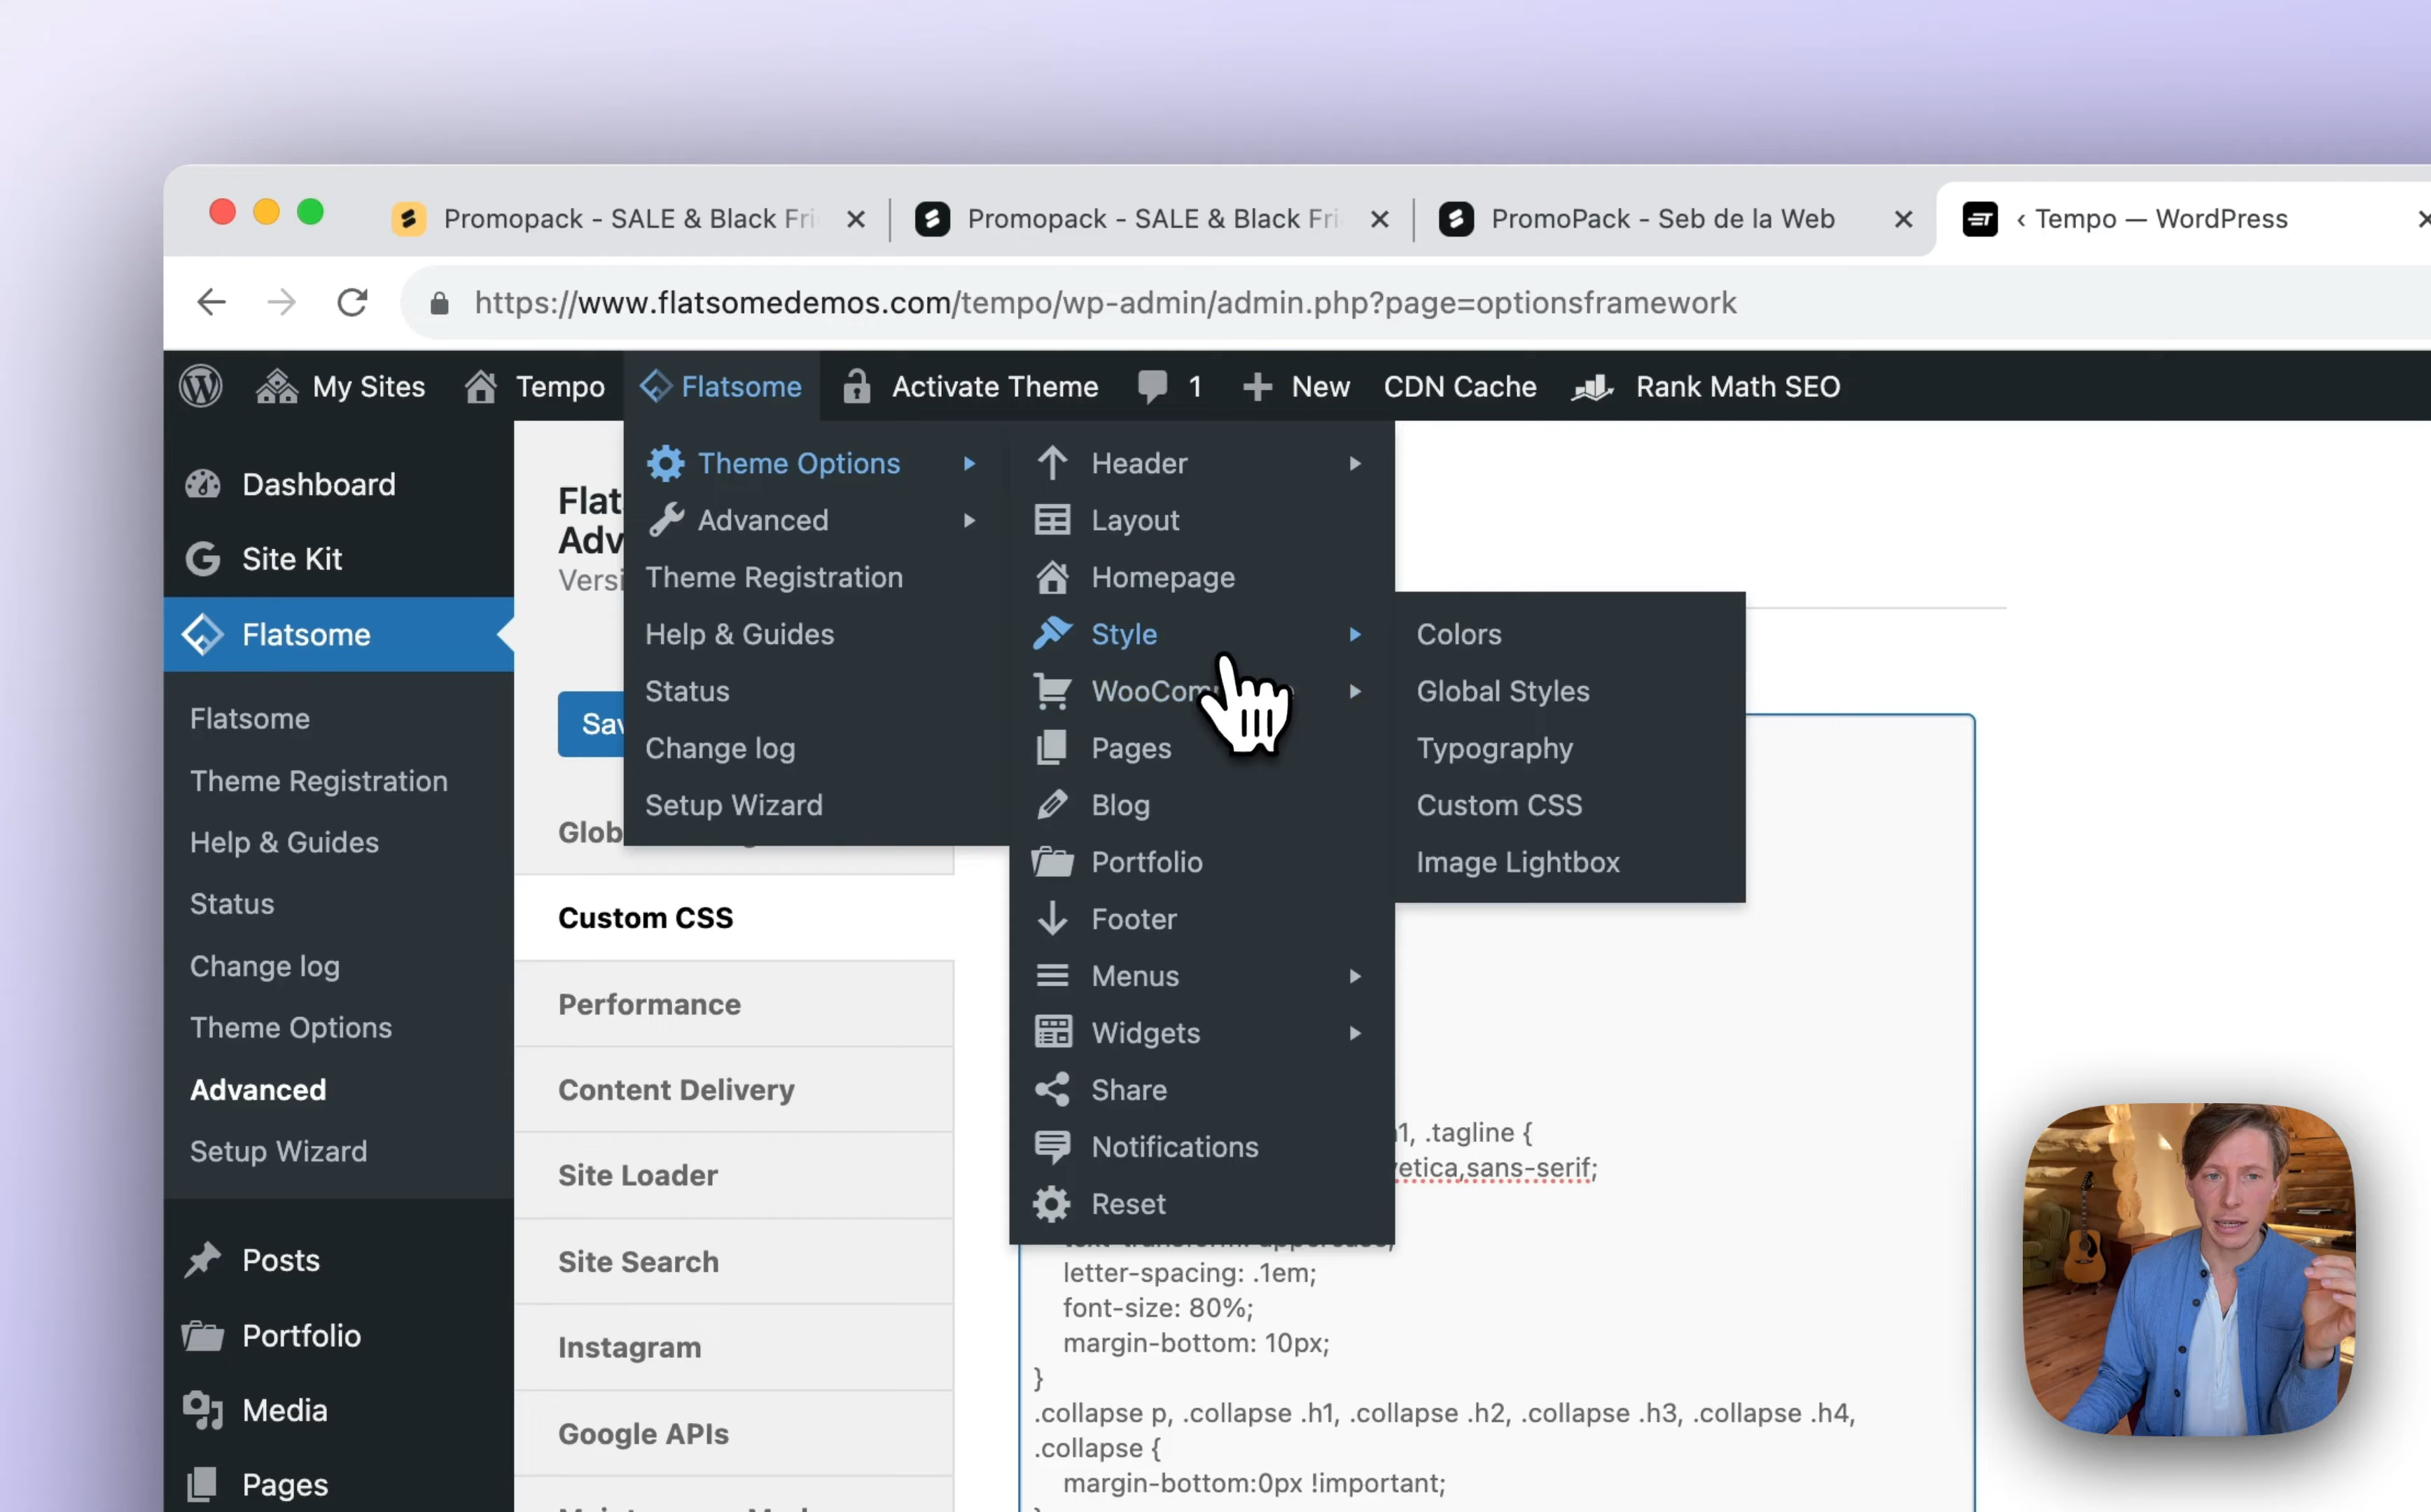 Promopack - SALE & Black Fri
Promopack - SALE & Black Fri
PromoPack - Seb de la Web
‹ Tempo — WordPress
https://www.flatsomedemos.com/tempo/wp-admin/admin.php?page=optionsframework
My Sites
Tempo
Flatsome
Activate Theme
1
New
CDN Cache
Rank Math SEO
Dashboard
Site Kit
Flatsome
Flatsome
Theme Registration
Help & Guides
Status
Change log
Theme Options
Advanced
Setup Wizard
Posts
Portfolio
Media
Pages
Theme Options
Advanced
Theme Registration
Help & Guides
Status
Change log
Setup Wizard
Header
Layout
Homepage
Style
Pages
Blog
Portfolio
Footer
Menus
Widgets
Share
Notifications
Reset
Colors
Global Styles
Typography
Custom CSS
Image Lightbox
Custom CSS
Performance
Content Delivery
Site Loader
Site Search
Instagram
Google APIs
.tagline {
sans-serif;
letter-spacing: .1em;
font-size: 80%;
margin-bottom: 10px;
}
.collapse p, .collapse .h1, .collapse .h2, .collapse .h3, .collapse .h4,
.collapse {
margin-bottom:0px !important;